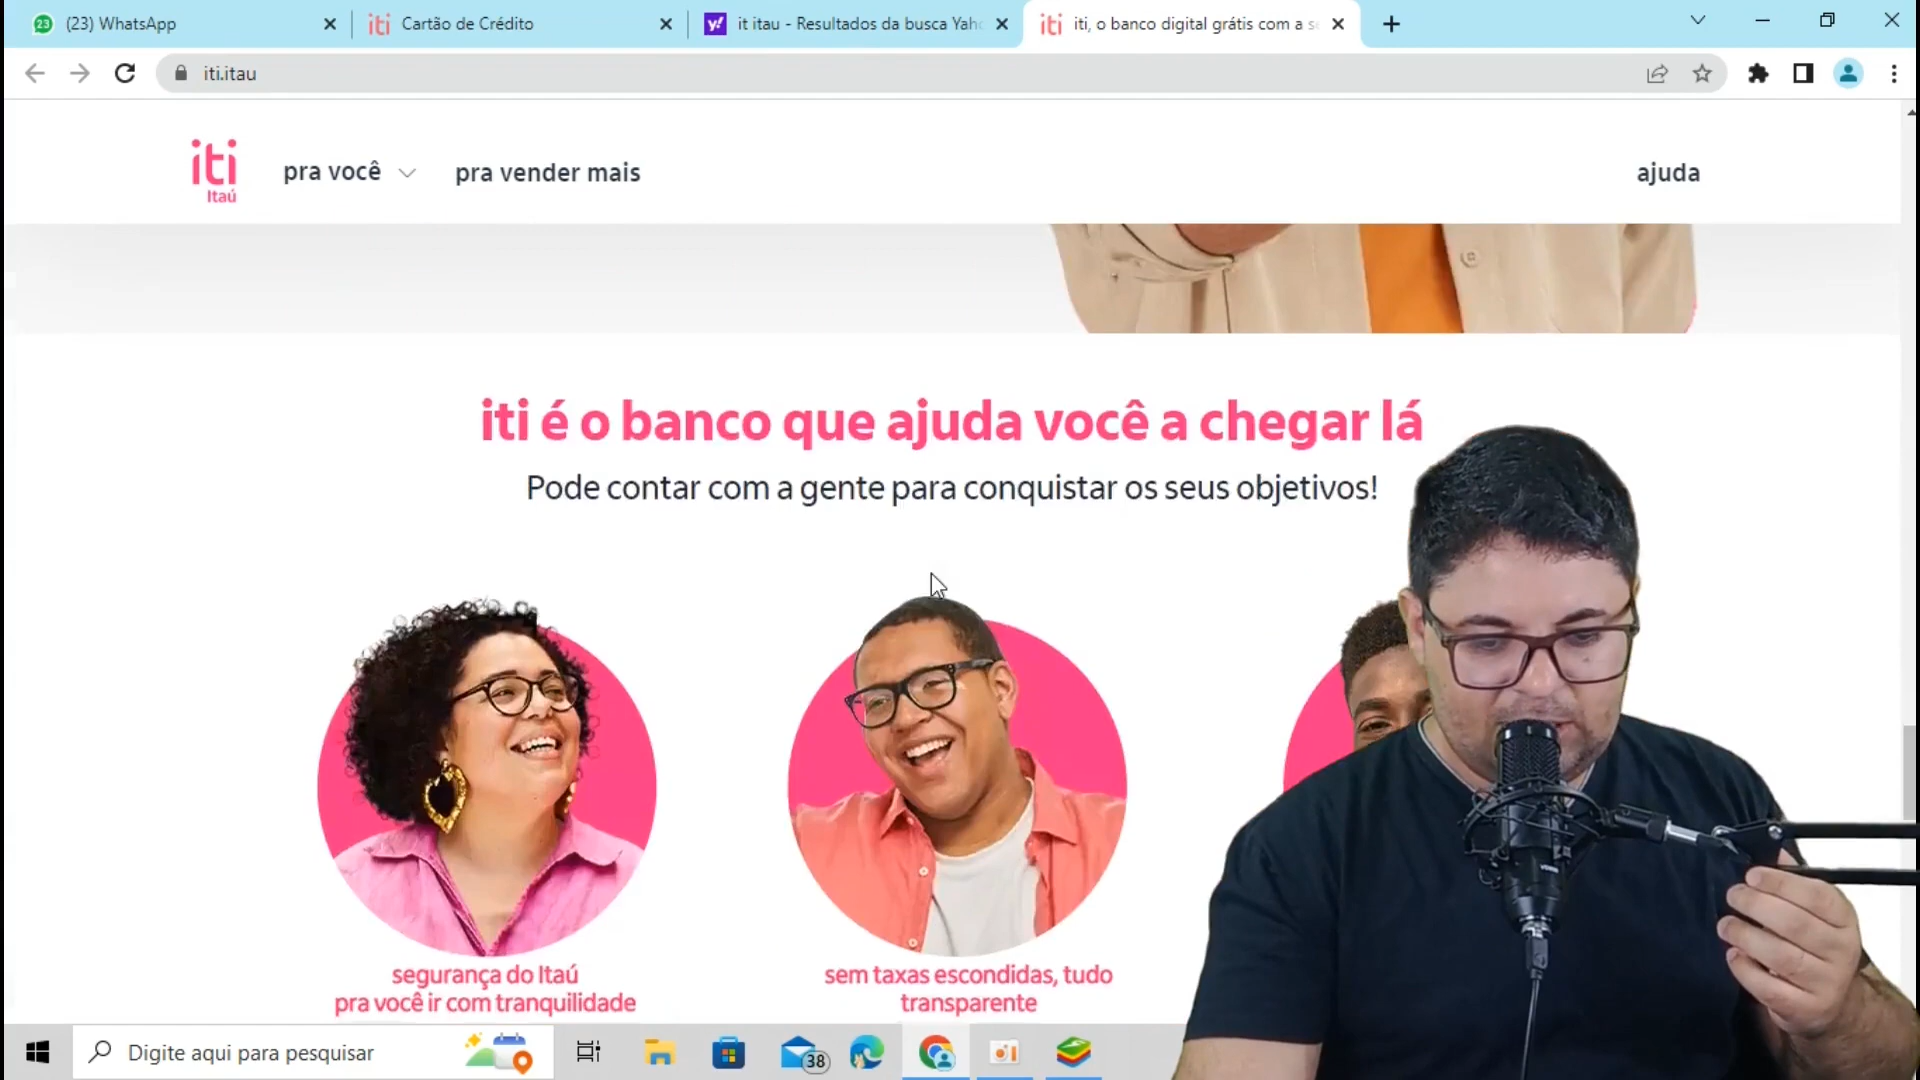 23 (23) WhatsApp
iti Cartão de Crédito
y! it itau - Resultados da busca Yah
iti iti, o banco digital grátis com a s
iti.itau
iti
Itaú
pra você
pra vender mais
ajuda
iti é o banco que ajuda você a chegar lá
Pode contar com a gente para conquistar os seus objetivos!
segurança do Itaú
pra você ir com tranquilidade
sem taxas escondidas, tudo
transparente
Digite aqui para pesquisar
38